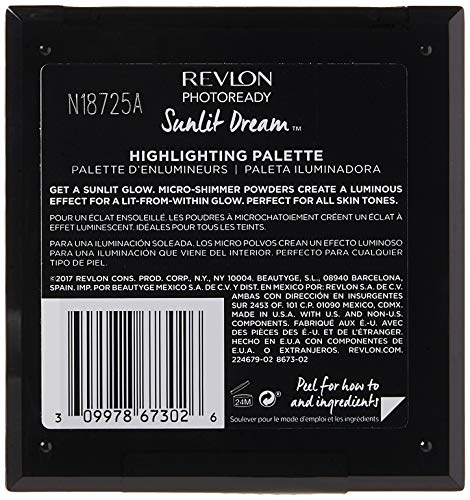 REVLON
N18725A
PHOTOREADY
Sunlit Dream™
HIGHLIGHTING PALETTE
PALETTE D'ENLUMINEURS | PALETA ILUMINADORA
GET A SUNLIT GLOW. MICRO-SHIMMER POWDERS CREATE A LUMINOUS
EFFECT FOR A LIT-FROM-WITHIN GLOW. PERFECT FOR ALL SKIN TONES.
POUR UN ÉCLAT ENSOLEILLÉ. LES POUDRES À MICROCHATOIEMENT CRÉENT UN ÉCLAT À
EFFET LUMINESCENT. IDÉALES POUR TOUS LES TEINTS.
PARA UNA ILUMINACIÓN SOLEADA. LOS MICRO POLVOS CREAN UN EFECTO LUMINOSO
PARA UNA ILUMINACIÓN QUE VIENE DEL INTERIOR. PERFECTO PARA CUALQUIER
TIPO DE PIEL.
©2017 REVLON CONS. PROD. CORP., N.Y., NY 10004. BEAUTYGE, S.L., 08940 BARCELONA,
SPAIN. IMP. POR BEAUTYGE MEXICO S.A. DE C.V. Y DIST. EN MEXICO POR: REVLON S.A. DE C.V.
AMBAS CON DIRECCIÓN EN INSURGENTES
SUR 2453 OF. 101 C.P. 01090 MEXICO, CDMX.
MADE IN U.S.A. WITH U.S. AND NON-U.S.
COMPONENTS. FABRIQUÉ AUX É.-U. AVEC
DES PIÈCES DES É.-U. ET DE L'ÉTRANGER.
HECHO EN E.U.A CON COMPONENTES DE
E.U.A. O EXTRANJEROS. REVLON.COM.
224679-02 8673-02
3 09978 67302 6
24M
Peel for how to
and ingredients
Soulever pour le mode d'emploi et les ingrédients.